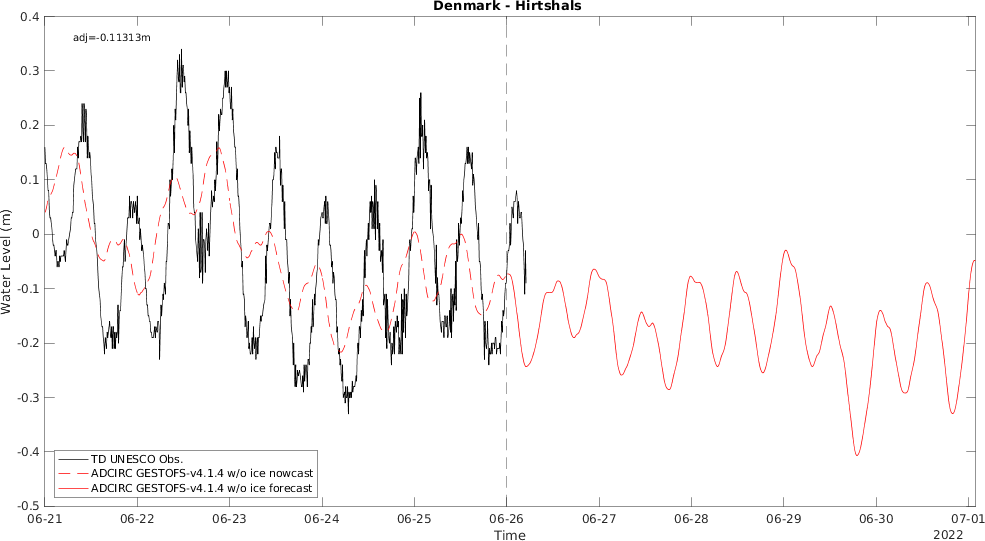 Denmark - Hirtshals
adj=-0.11313m
0.4
0.3
0.2
0.1
0
-0.1
-0.2
-0.3
-0.4
-0.5
Water Level (m)
TD UNESCO Obs.
ADCIRC GESTOFS-v4.1.4 w/o ice nowcast
ADCIRC GESTOFS-v4.1.4 w/o ice forecast
06-21 06-22 06-23 06-24 06-25 06-26 06-27 06-28 06-29 06-30 07-01
Time
2022